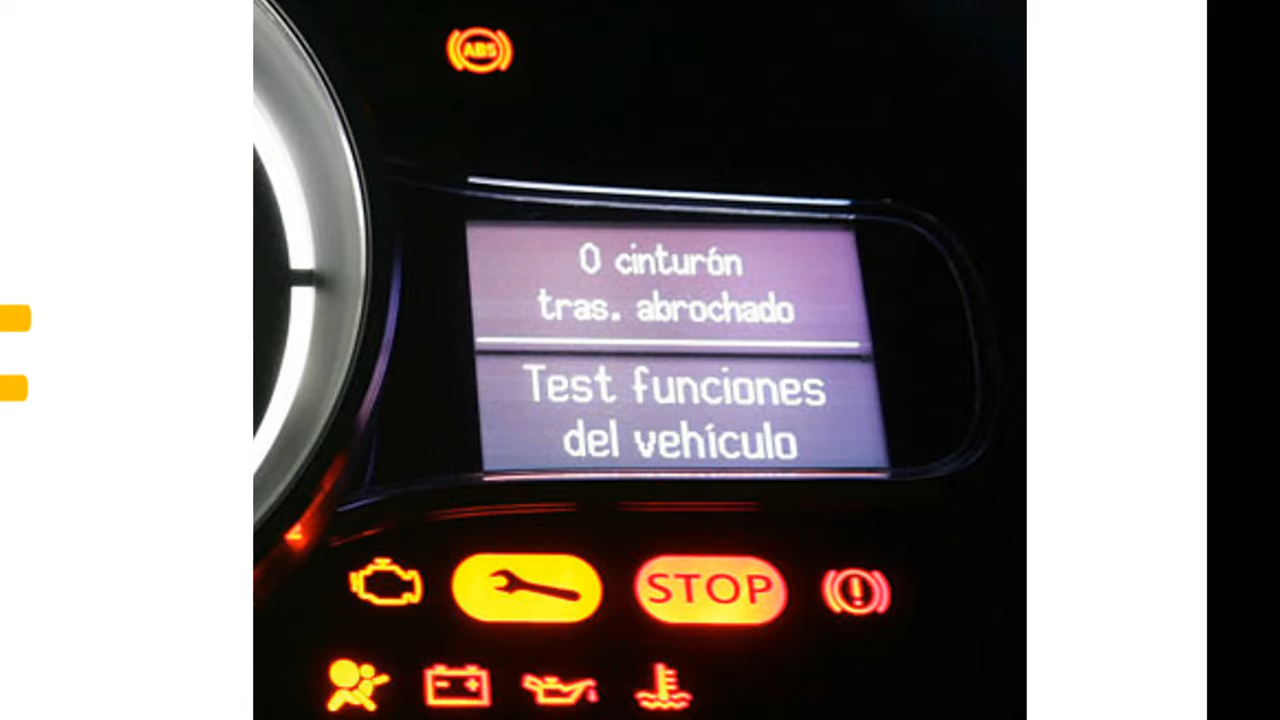 ABS
0 cinturón
tras. abrochado
Test funciones
del vehículo
STOP